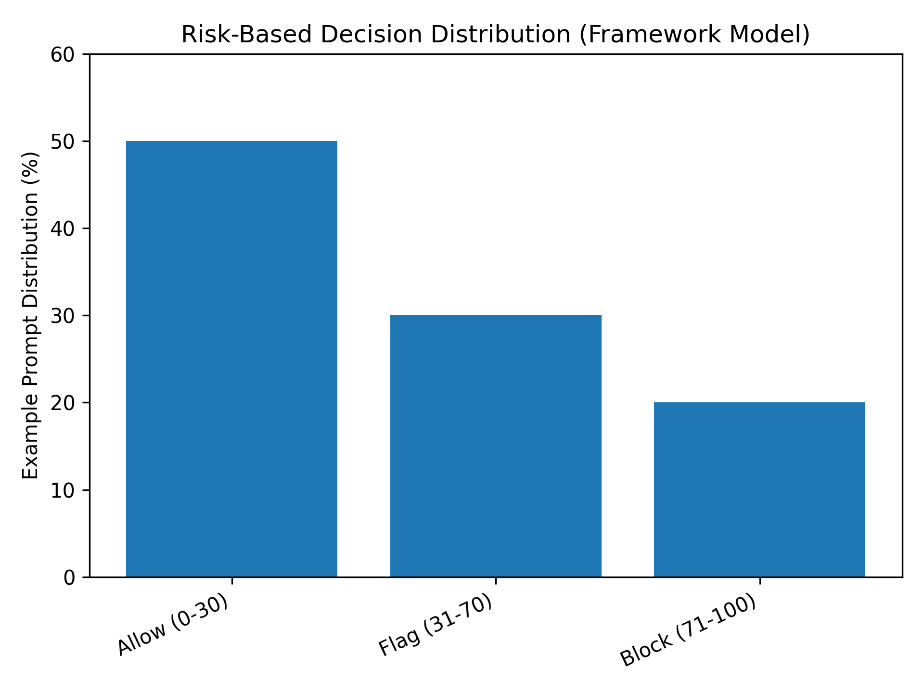 Risk-Based Decision Distribution (Framework Model)
Example Prompt Distribution (%)
60
50
40
30
20
10
0
Allow (0-30)
Flag (31-70)
Block (71-100)